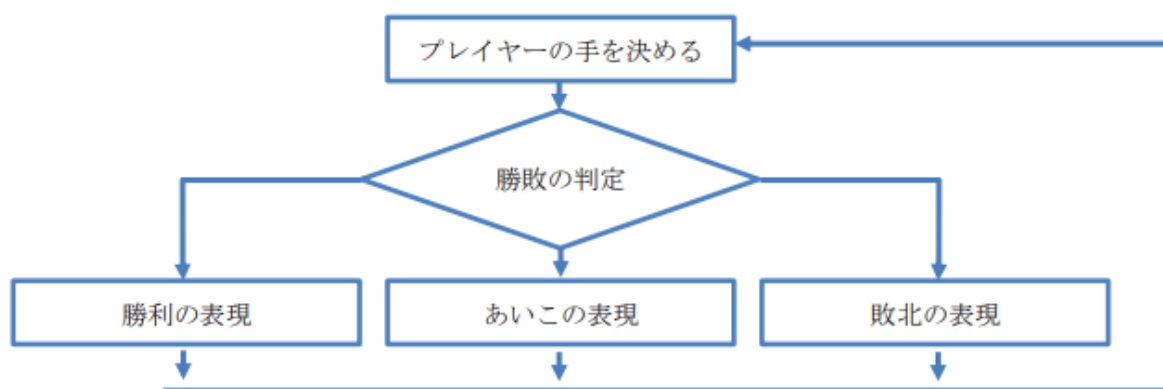 プレイヤーの手を決める
勝敗の判定
勝利の表現
あいこの表現
敗北の表現